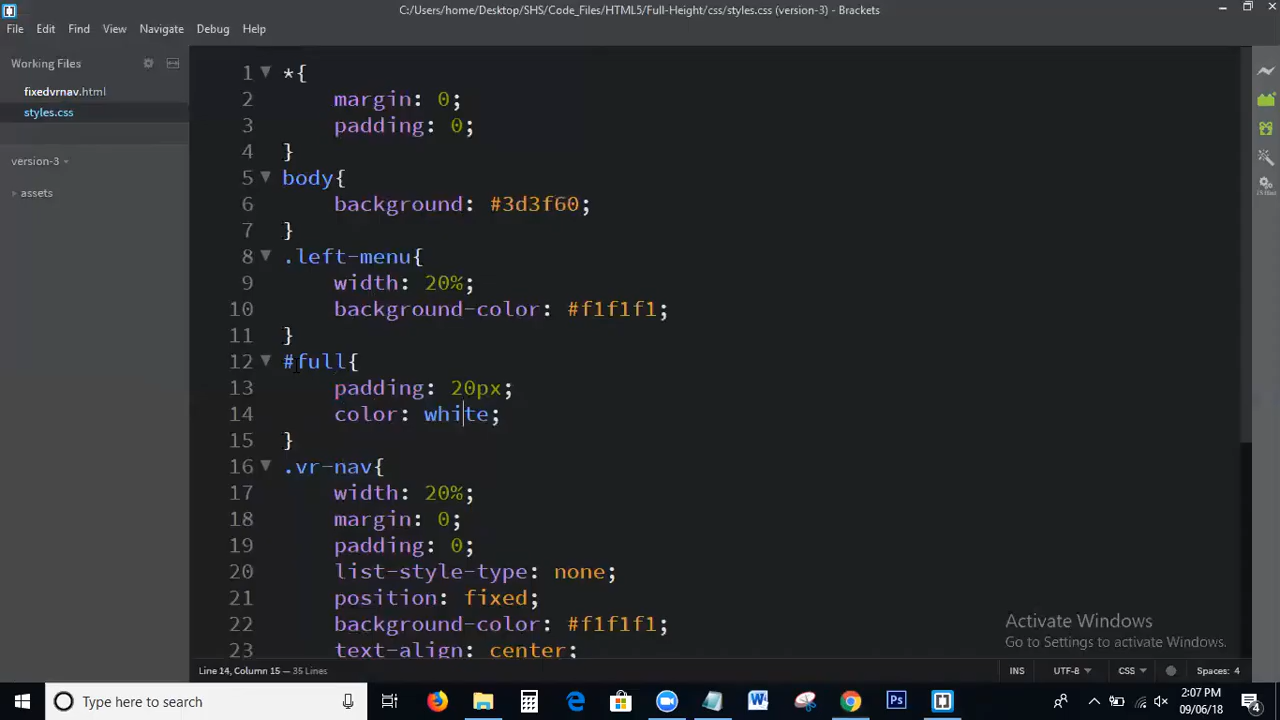 C:/Users/home/Desktop/SHS/Code_Files/HTML5/Full-Height/css/styles.css (version-3) - Brackets
File Edit Find View Navigate Debug Help
Working Files
fixedvrnav.html
styles.css
version-3
assets
1 *{
2 margin: 0;
3 padding: 0;
4 }
5 body{
6 background: #3d3f60;
7 }
8 .left-menu{
9 width: 20%;
10 background-color: #f1f1f1;
11 }
12 #full{
13 padding: 20px;
14 color: white;
15 }
16 .vr-nav{
17 width: 20%;
18 margin: 0;
19 padding: 0;
20 list-style-type: none;
21 position: fixed;
22 background-color: #f1f1f1;
23 text-align: center;
Activate Windows
Go to Settings to activate Windows.
Line 14, Column 15 — 35 Lines
INS UTF-8 CSS Spaces: 4
Type here to search
2:07 PM
09/06/18
4